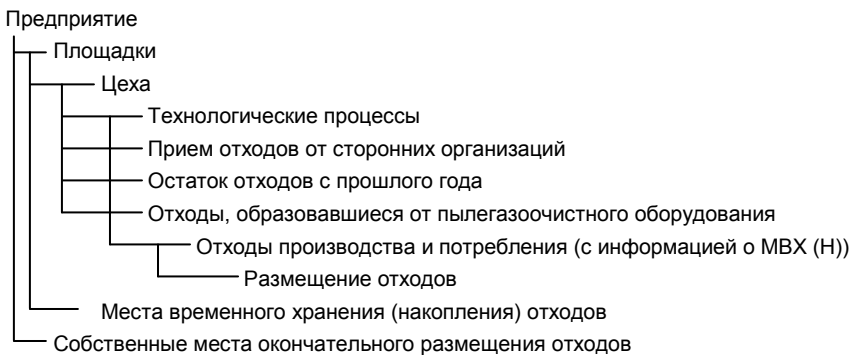 Предприятие
Площадки
Цеха
Технологические процессы
Прием отходов от сторонних организаций
Остаток отходов с прошлого года
Отходы, образовавшиеся от пылегазоочистного оборудования
Отходы производства и потребления (с информацией о МВХ (Н))
Размещение отходов
Места временного хранения (накопления) отходов
Собственные места окончательного размещения отходов